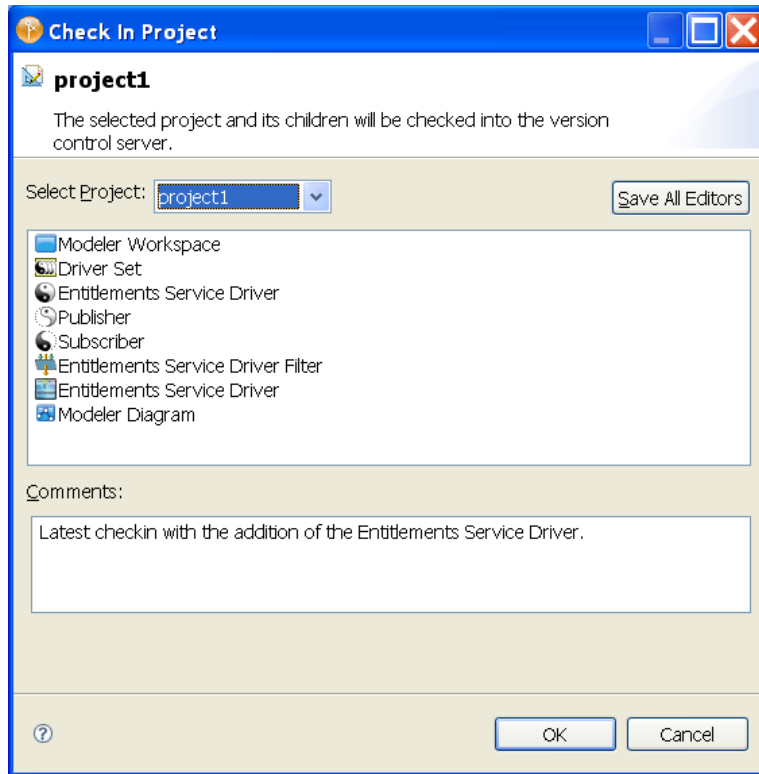 Check In Project
project1
The selected project and its children will be checked into the version
control server.
Select Project: project1 Save All Editors
Modeler Workspace
Driver Set
Entitlements Service Driver
Publisher
Subscriber
Entitlements Service Driver Filter
Entitlements Service Driver
Modeler Diagram
Comments:
Latest checkin with the addition of the Entitlements Service Driver.
? OK Cancel